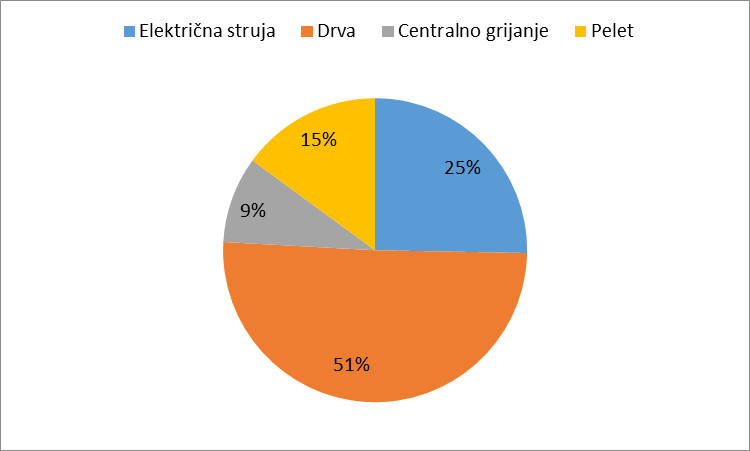 Električna struja Drva Centralno grijanje Pelet
15%
25%
9%
51%